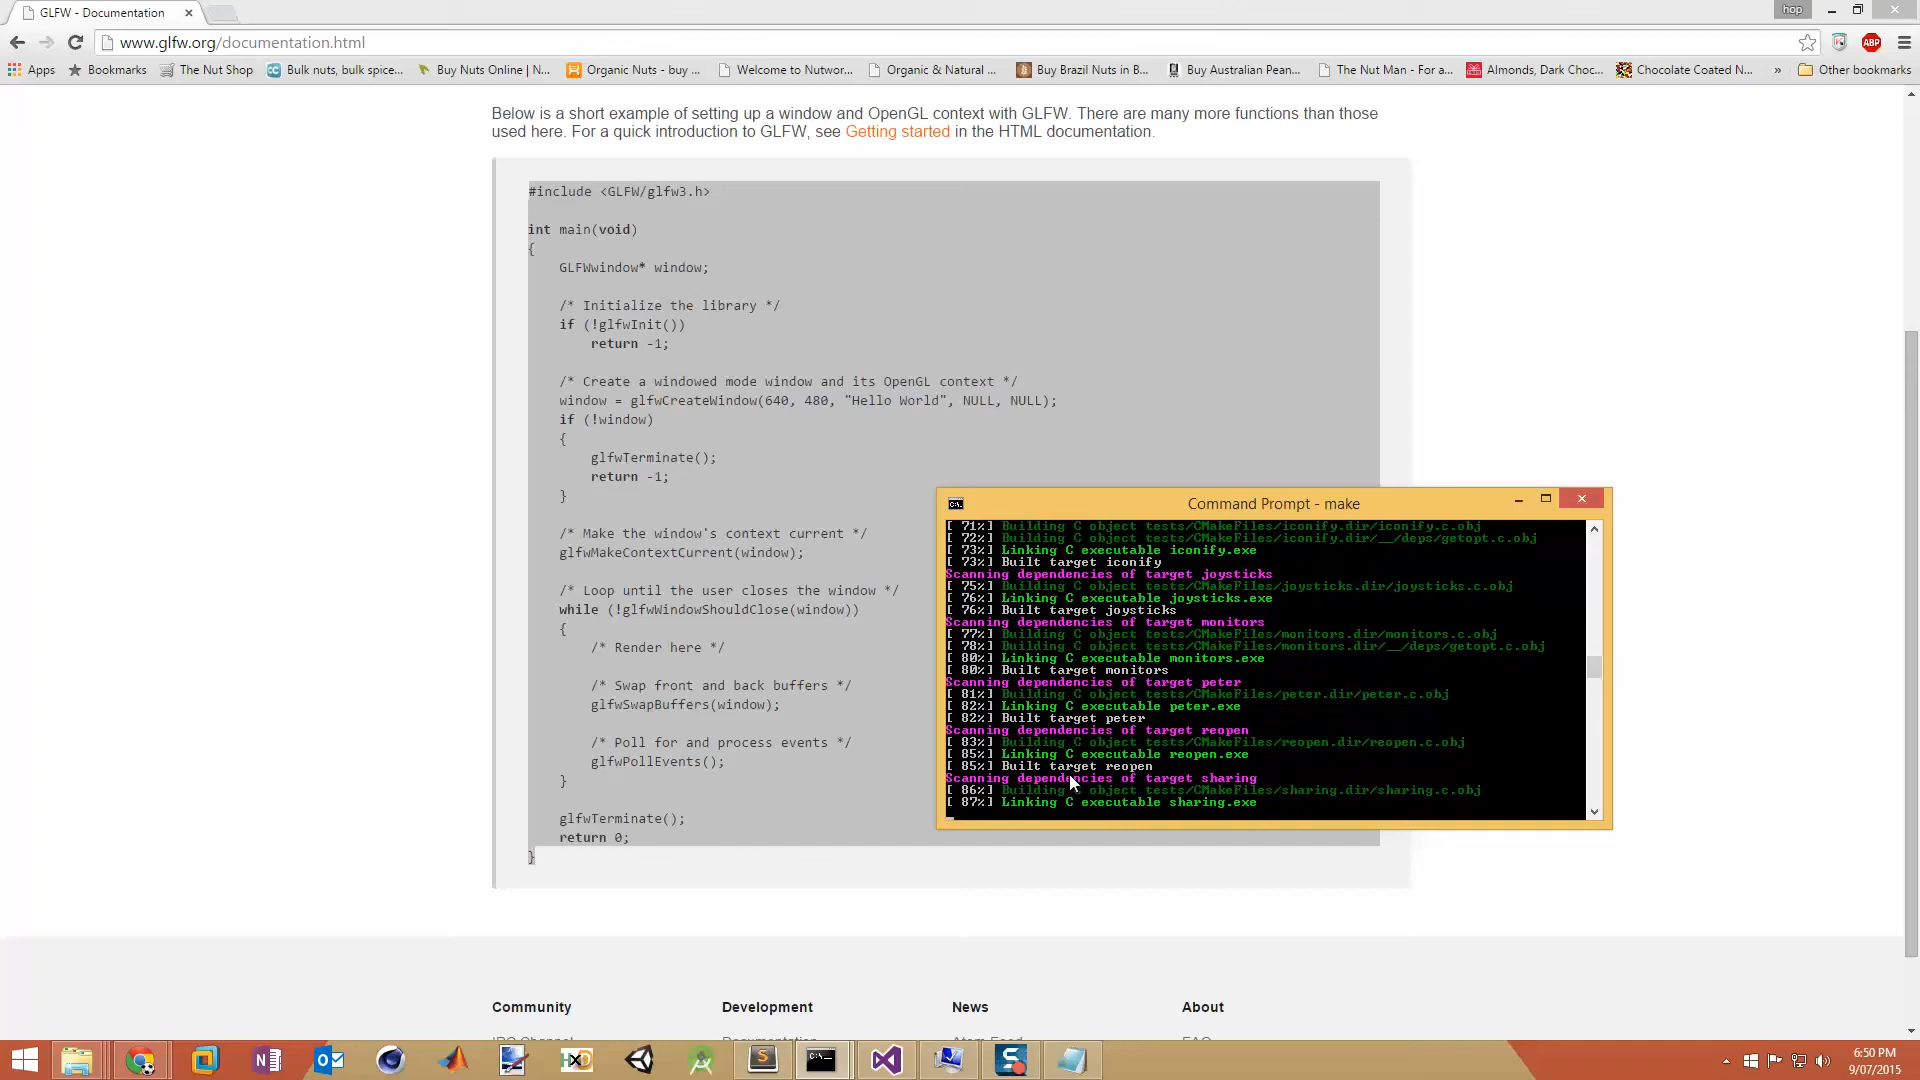 GLFW - Documentation
hop
www.glfw.org/documentation.html
ABP
Apps
Bookmarks
The Nut Shop
Bulk nuts, bulk spice...
Buy Nuts Online | N...
Organic Nuts - buy ...
Welcome to Nutwor...
Organic & Natural ...
Buy Brazil Nuts in B...
Buy Australian Pean...
The Nut Man - For a...
Almonds, Dark Choc...
Chocolate Coated N...
»
Other bookmarks
Below is a short example of setting up a window and OpenGL context with GLFW. There are many more functions than those
used here. For a quick introduction to GLFW, see Getting started in the HTML documentation.
#include <GLFW/glfw3.h>
int main(void)
{
GLFWwindow* window;
/* Initialize the library */
if (!glfwInit())
return -1;
/* Create a windowed mode window and its OpenGL context */
window = glfwCreateWindow(640, 480, "Hello World", NULL, NULL);
if (!window)
{
glfwTerminate();
return -1;
}
/* Make the window's context current */
glfwMakeContextCurrent(window);
/* Loop until the user closes the window */
while (!glfwWindowShouldClose(window))
{
/* Render here */
/* Swap front and back buffers */
glfwSwapBuffers(window);
/* Poll for and process events */
glfwPollEvents();
}
glfwTerminate();
return 0;
}
Command Prompt - make
[ 71%] Building C object tests/CMakeFiles/iconify.dir/iconify.c.obj
[ 72%] Building C object tests/CMakeFiles/iconify.dir/__/deps/getopt.c.obj
[ 73%] Linking C executable iconify.exe
[ 73%] Built target iconify
Scanning dependencies of target joysticks
[ 75%] Building C object tests/CMakeFiles/joysticks.dir/joysticks.c.obj
[ 76%] Linking C executable joysticks.exe
[ 76%] Built target joysticks
Scanning dependencies of target monitors
[ 77%] Building C object tests/CMakeFiles/monitors.dir/monitors.c.obj
[ 78%] Building C object tests/CMakeFiles/monitors.dir/__/deps/getopt.c.obj
[ 80%] Linking C executable monitors.exe
[ 80%] Built target monitors
Scanning dependencies of target peter
[ 81%] Building C object tests/CMakeFiles/peter.dir/peter.c.obj
[ 82%] Linking C executable peter.exe
[ 82%] Built target peter
Scanning dependencies of target reopen
[ 83%] Building C object tests/CMakeFiles/reopen.dir/reopen.c.obj
[ 85%] Linking C executable reopen.exe
[ 85%] Built target reopen
Scanning dependencies of target sharing
[ 86%] Building C object tests/CMakeFiles/sharing.dir/sharing.c.obj
[ 87%] Linking C executable sharing.exe
Community
Development
News
About
6:50 PM
9/07/2015